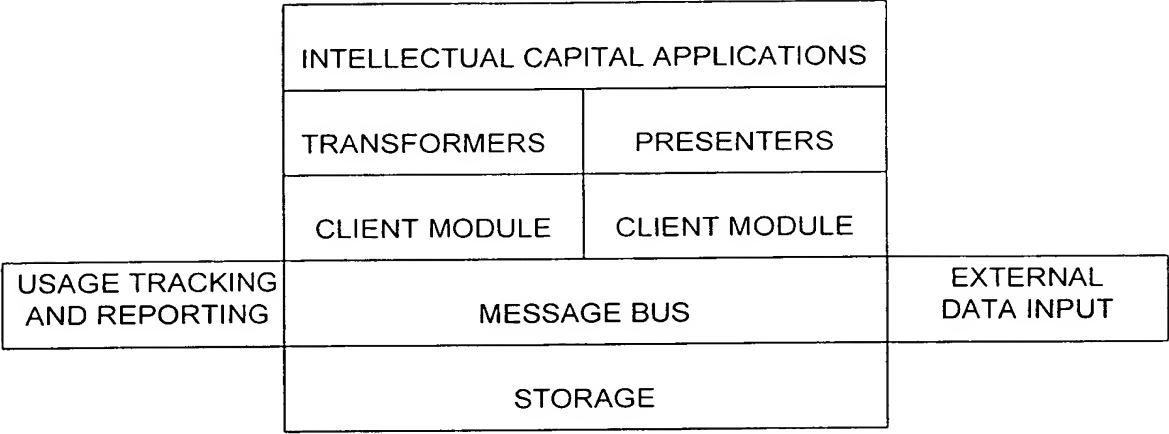 INTELLECTUAL CAPITAL APPLICATIONS
TRANSFORMERS
PRESENTERS
CLIENT MODULE
CLIENT MODULE
USAGE TRACKING
AND REPORTING
MESSAGE BUS
EXTERNAL
DATA INPUT
STORAGE